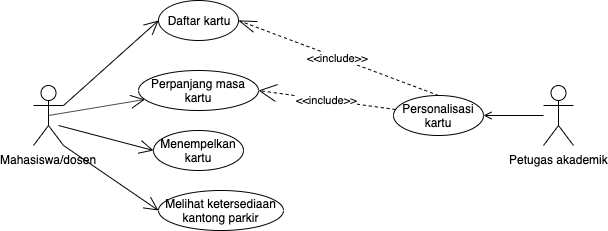 Daftar kartu
<<include>>
Perpanjang masa
kartu
<<include>>
Personalisasi
kartu
Menempelkan
kartu
Mahasiswa/dosen
Petugas akademik
Melihat ketersediaan
kantong parkir